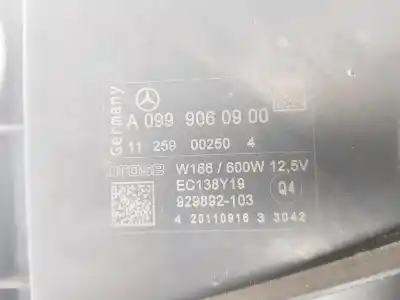 Germany
A 099 906 09 00
11 259 00250 4
brose W166 / 600W 12,5V
EC138Y19 Q4
929892-103
4 20110916 3 3042